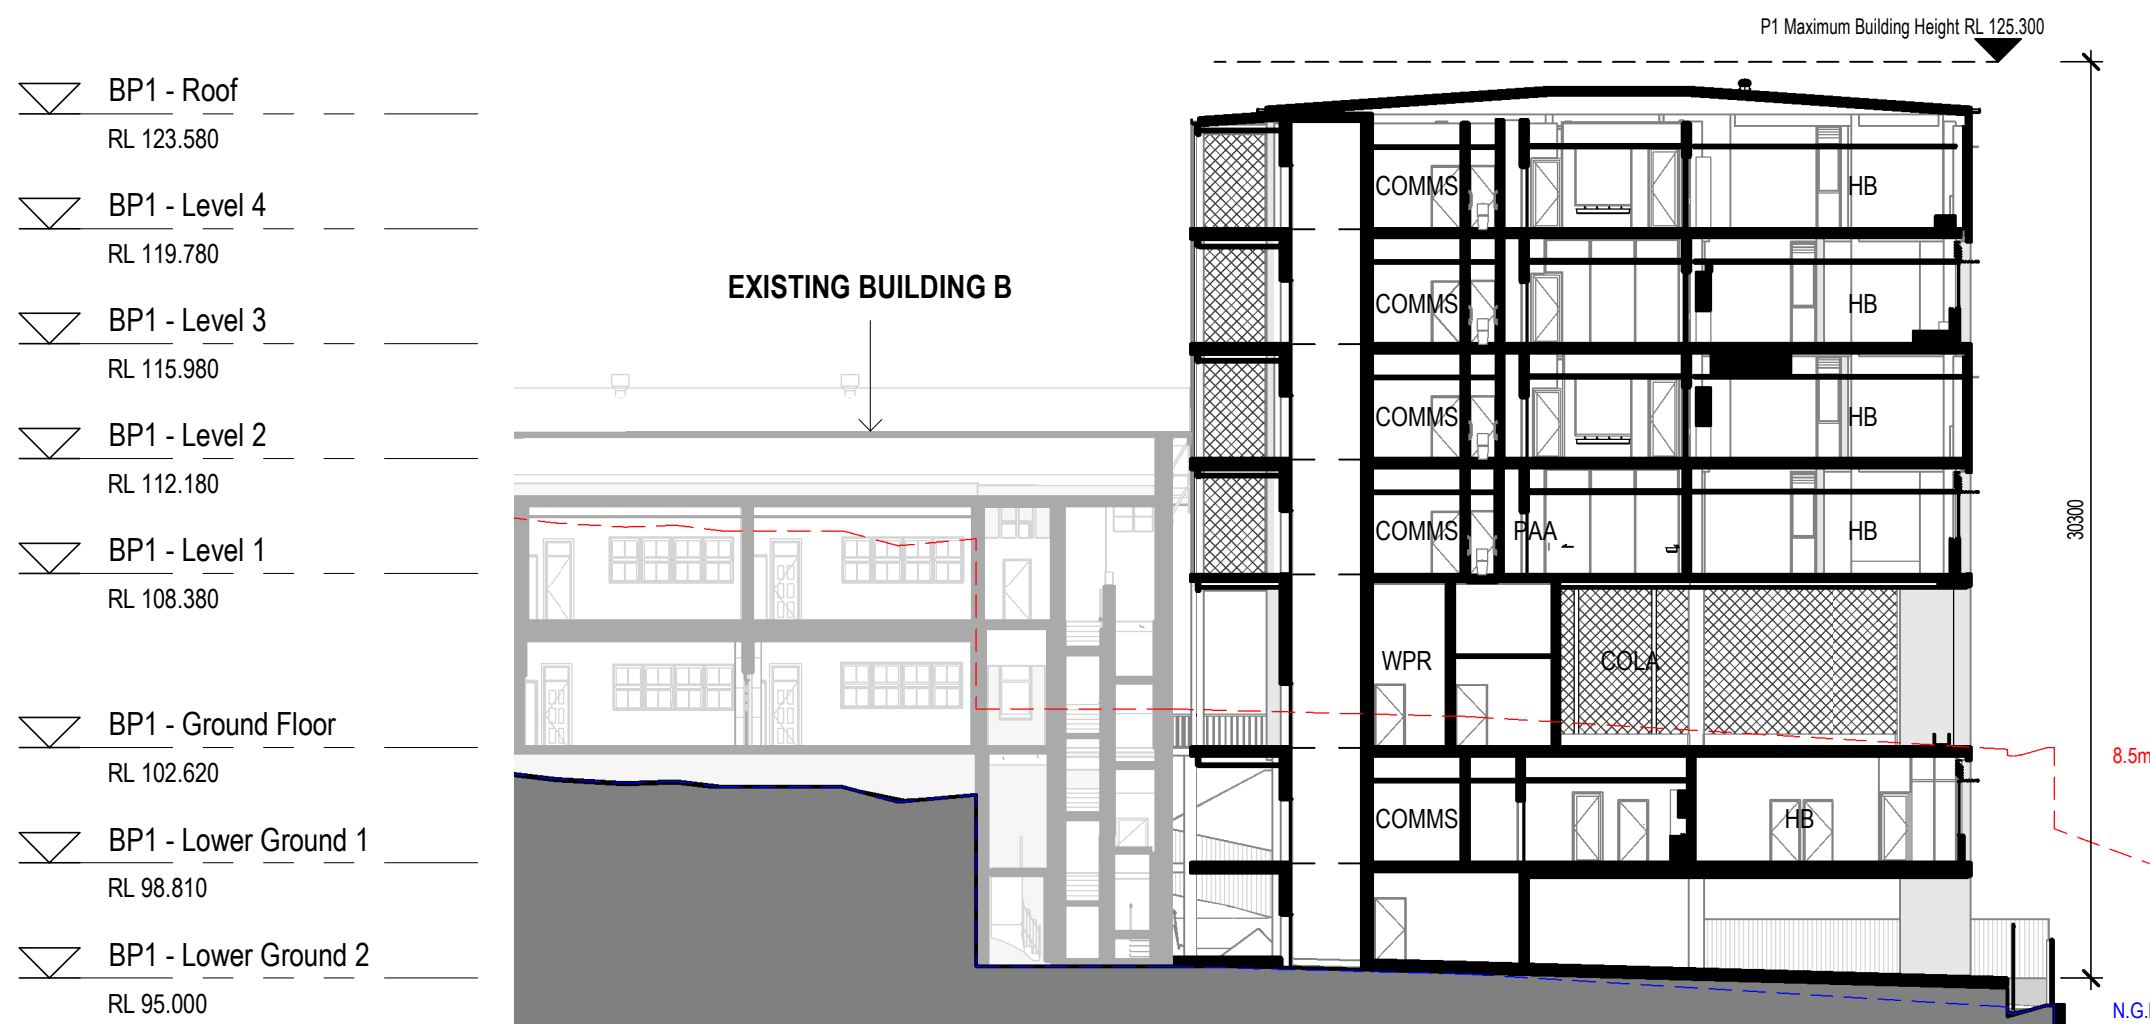 P1 Maximum Building Height RL 125.300
BP1 - Roof
RL 123.580
BP1 - Level 4
RL 119.780
BP1 - Level 3
RL 115.980
BP1 - Level 2
RL 112.180
BP1 - Level 1
RL 108.380
BP1 - Ground Floor
RL 102.620
BP1 - Lower Ground 1
RL 98.810
BP1 - Lower Ground 2
RL 95.000
EXISTING BUILDING B
COMMS HB
COMMS HB
COMMS HB
COMMS PAA HB
WPR COLA
COMMS HB
30300
8.5m
N.G.